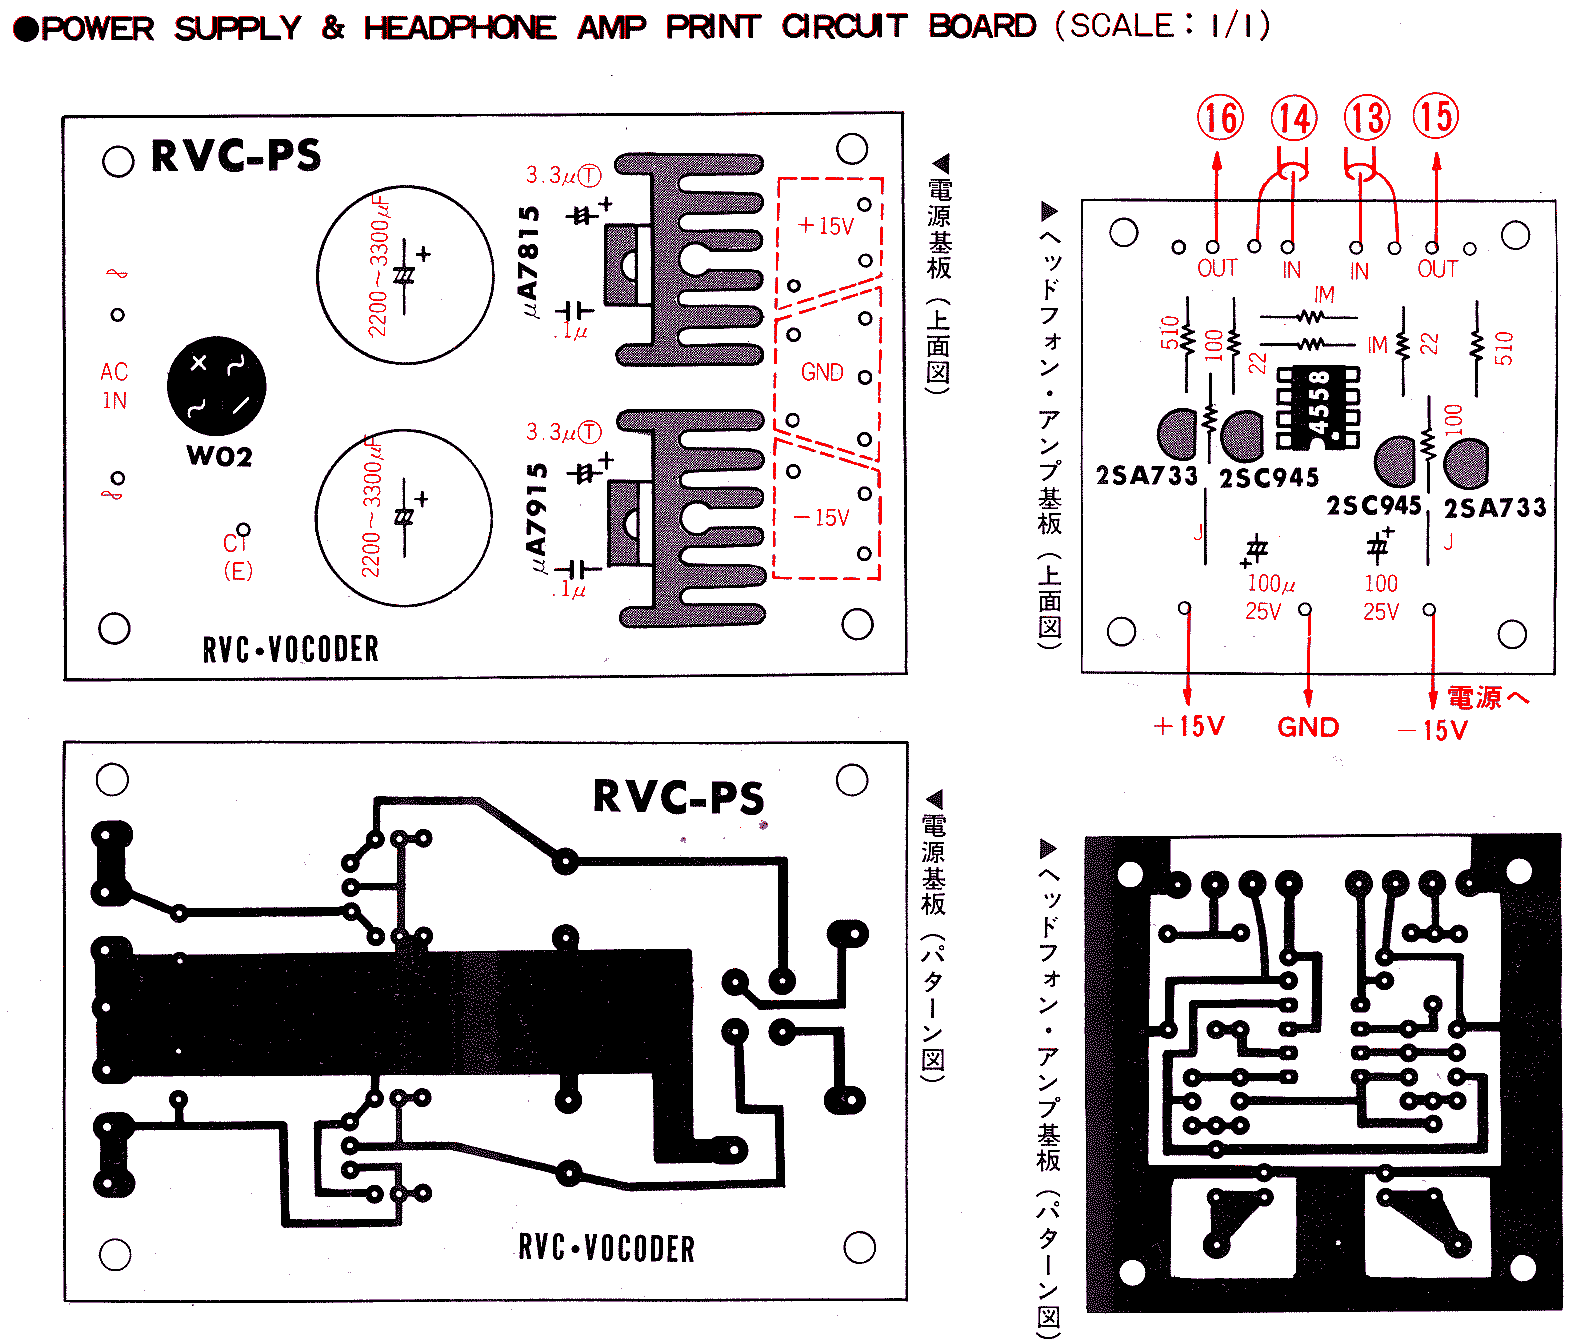 ●POWER SUPPLY & HEADPHONE AMP PRINT CIRCUIT BOARD (SCALE: 1/1)
RVC-PS
2200~3300μF
+
3.3μⓉ
+
μA7815
.1μ
+15V
GND
-15V
AC
IN
W02
2200~3300μF
+
3.3μⓉ
+
μA7915
.1μ
CT
(E)
RVC・VOCODER
◀電源基板(上面図)
⑯ ⑭ ⑬ ⑮
OUT IN IN OUT
510
100
22
1M
1M
22
510
4558
100
2SA733
2SC945
2SC945
2SA733
J
+
100μ
25V
+
100
25V
J
+15V
GND
-15V
電源へ
▶ヘッドフォン・アンプ基板(上面図)
RVC-PS
RVC・VOCODER
◀電源基板(パターン図)
▶ヘッドフォン・アンプ基板(パターン図)